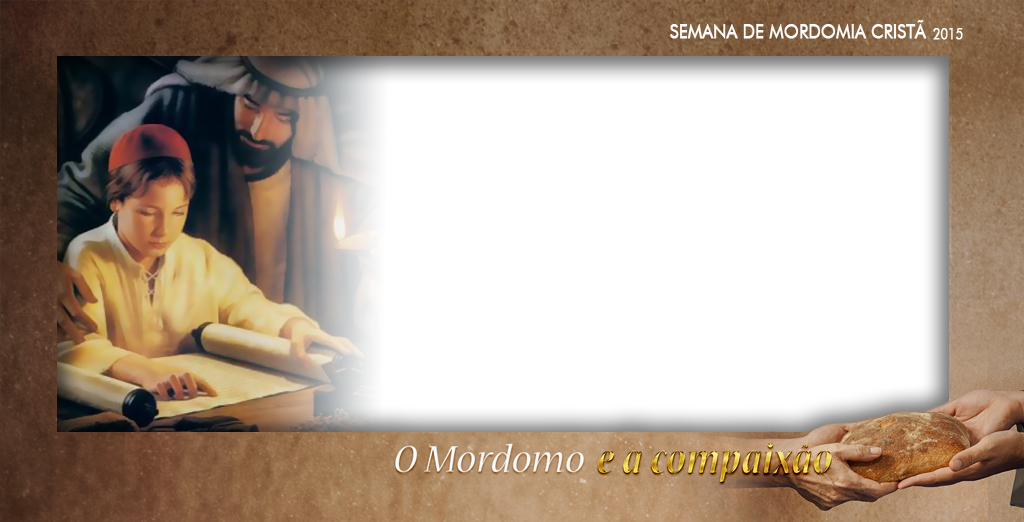 SEMANA DE MORDOMIA CRISTÃ 2015
O Mordomo e a compaixão